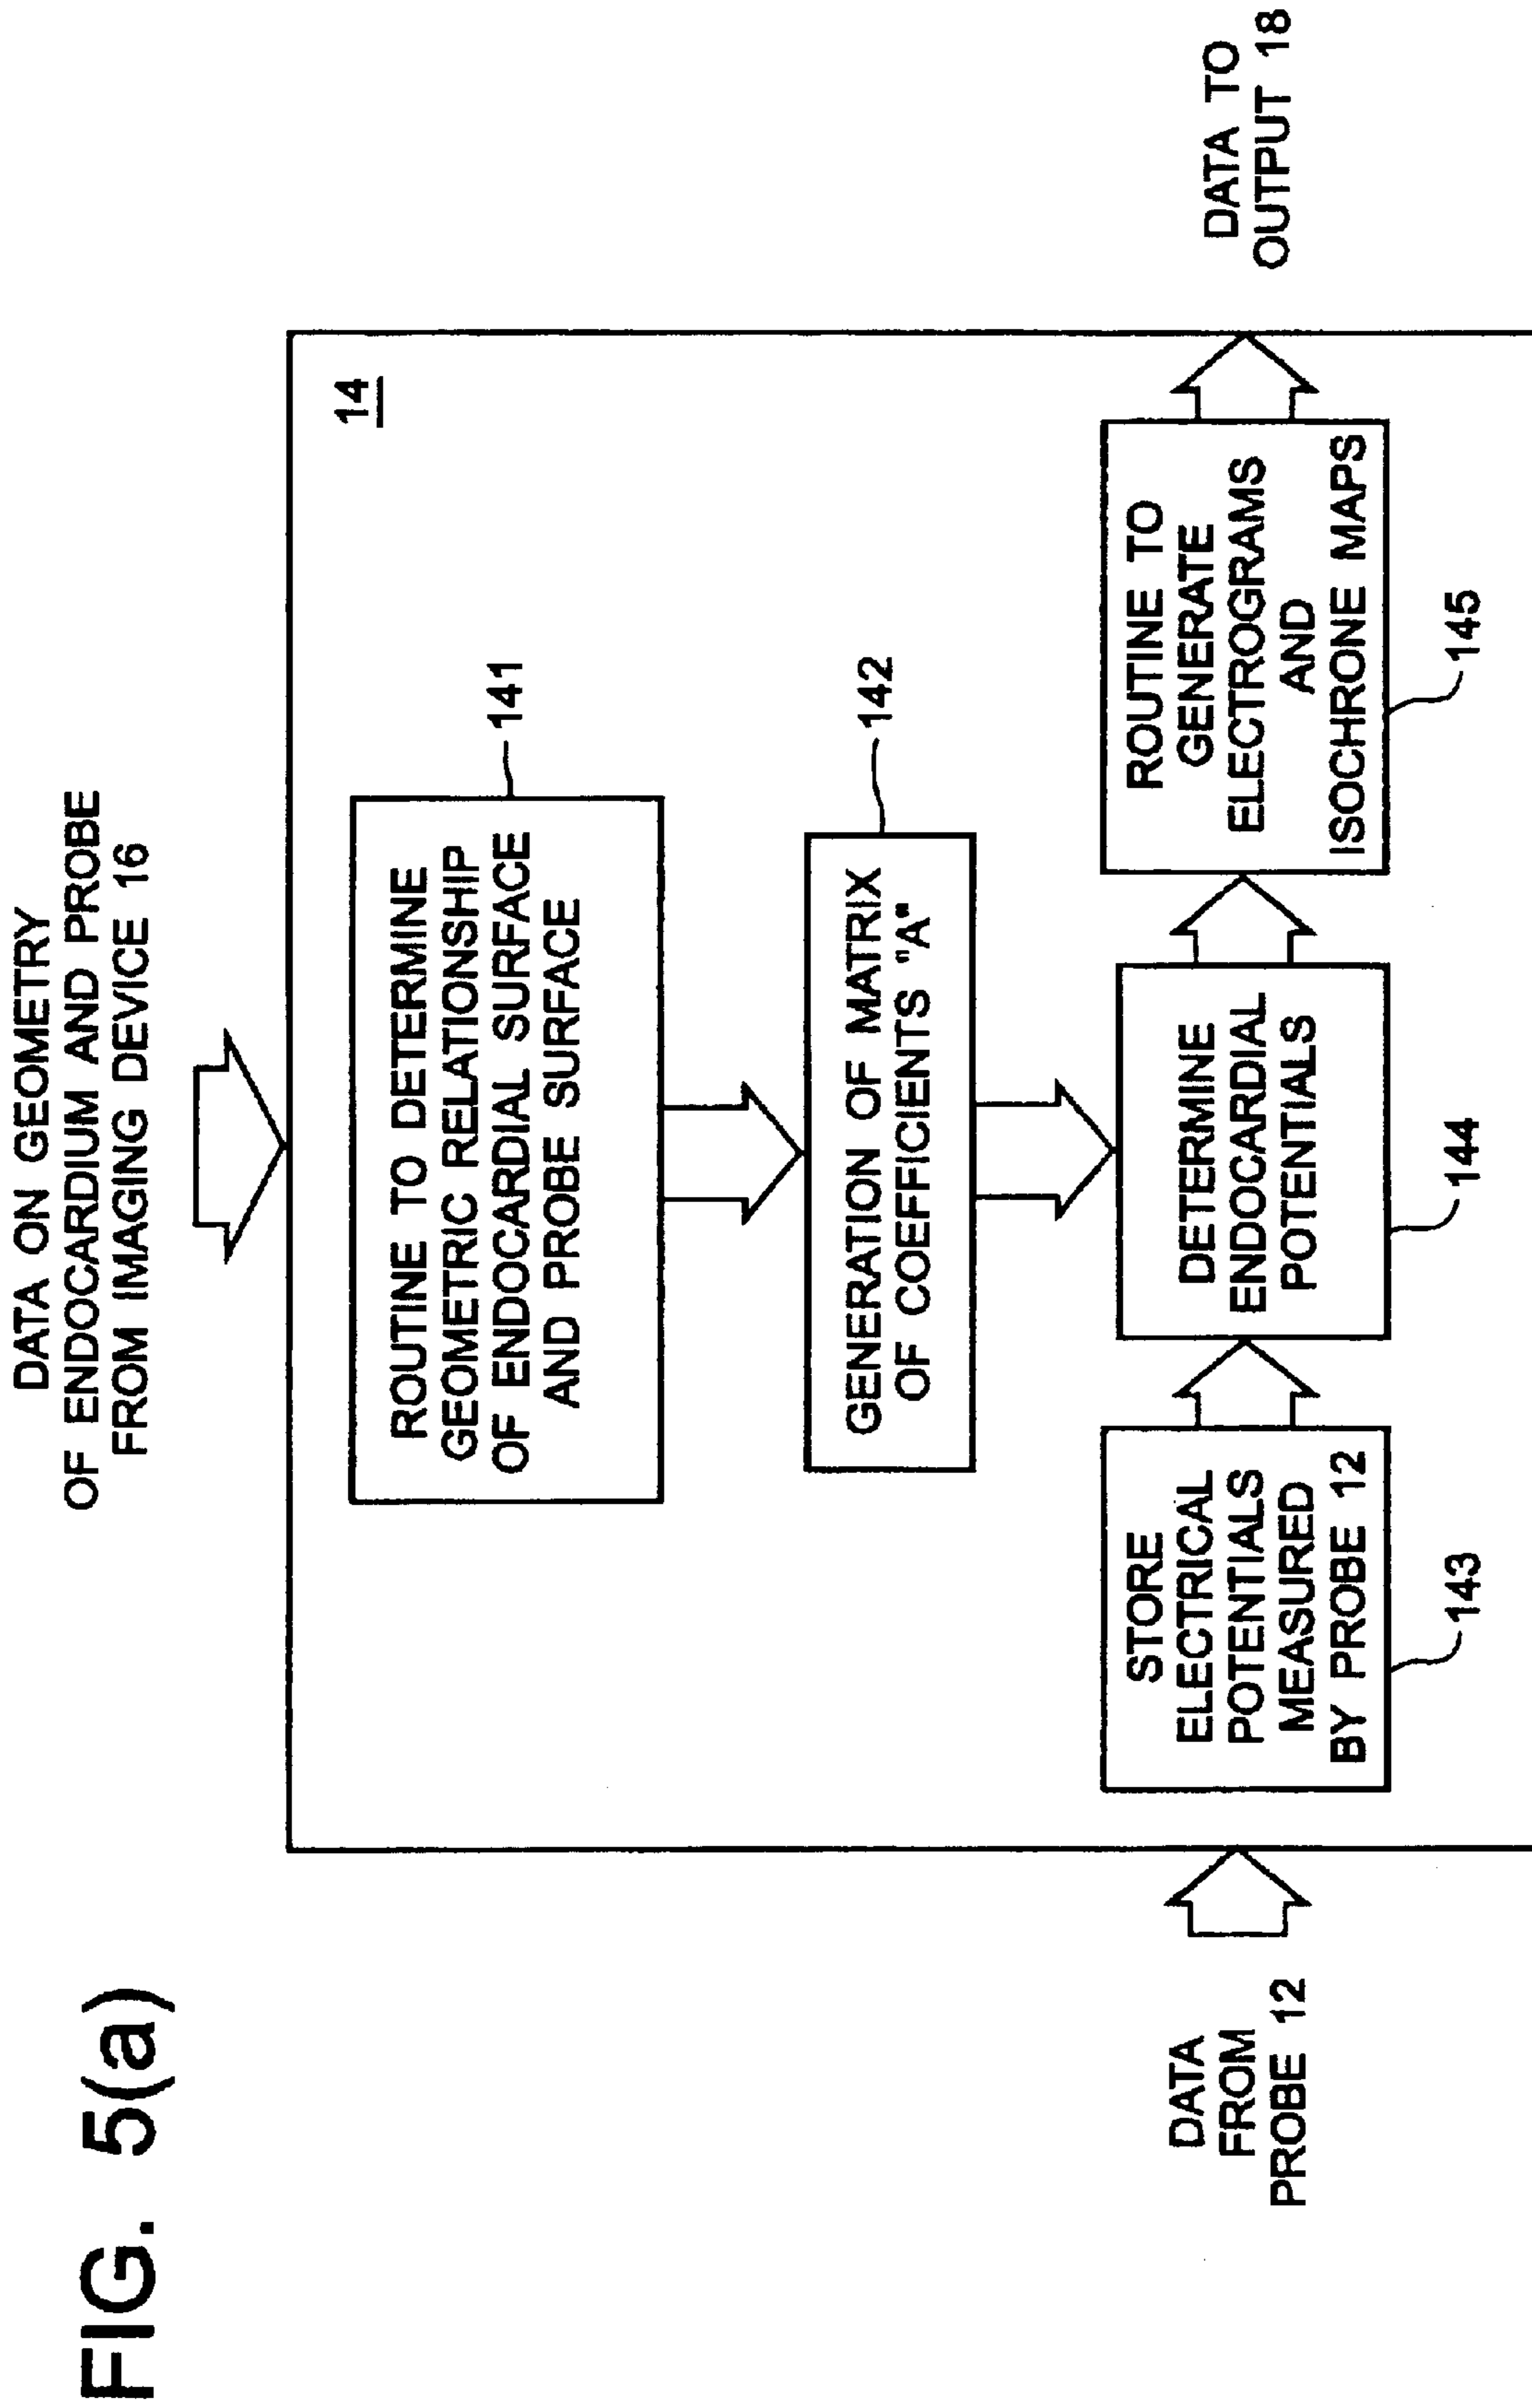 FIG. 5(a)
DATA ON GEOMETRY
OF ENDOCARDIUM AND PROBE
FROM IMAGING DEVICE 16
14
ROUTINE TO DETERMINE
GEOMETRIC RELATIONSHIP
OF ENDOCARDIAL SURFACE
AND PROBE SURFACE
141
GENERATION OF MATRIX
OF COEFFICIENTS "A"
142
DATA
FROM
PROBE 12
STORE
ELECTRICAL
POTENTIALS
MEASURED
BY PROBE 12
143
DETERMINE
ENDOCARDIAL
POTENTIALS
144
ROUTINE TO
GENERATE
ELECTROGRAMS
AND
ISOCHRONE MAPS
145
DATA TO
OUTPUT 18